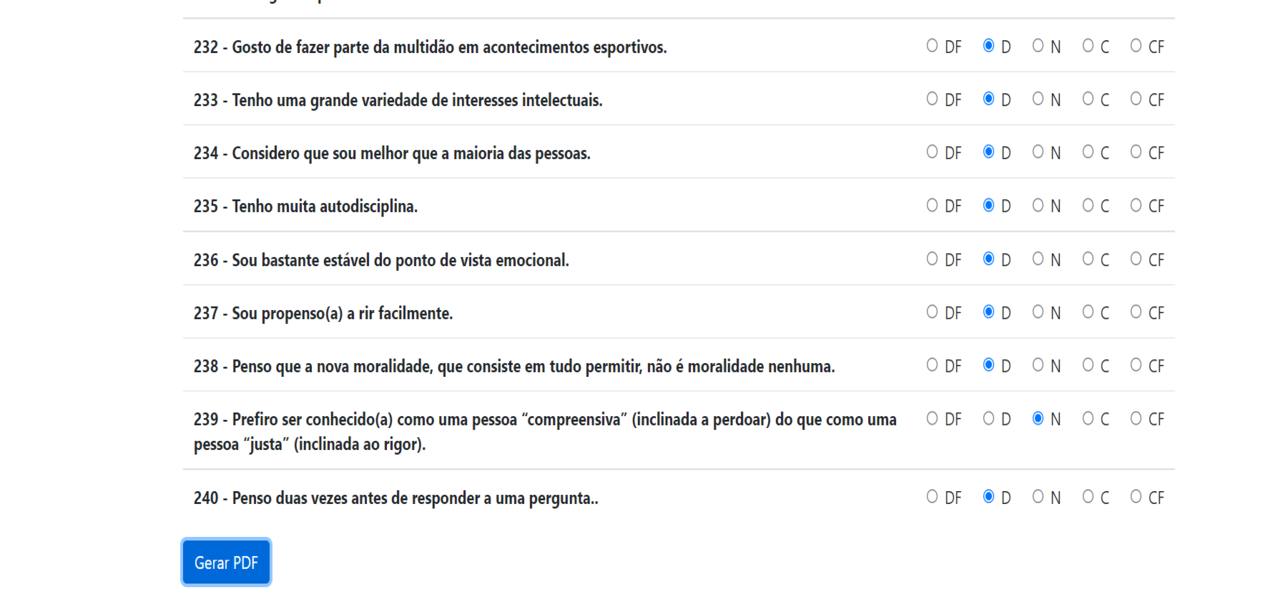 232 - Gosto de fazer parte da multidão em acontecimentos esportivos. DF D N C CF
233 - Tenho uma grande variedade de interesses intelectuais. DF D N C CF
234 - Considero que sou melhor que a maioria das pessoas. DF D N C CF
235 - Tenho muita autodisciplina. DF D N C CF
236 - Sou bastante estável do ponto de vista emocional. DF D N C CF
237 - Sou propenso(a) a rir facilmente. DF D N C CF
238 - Penso que a nova moralidade, que consiste em tudo permitir, não é moralidade nenhuma. DF D N C CF
239 - Prefiro ser conhecido(a) como uma pessoa “compreensiva” (inclinada a perdoar) do que como uma DF D N C CF
pessoa “justa” (inclinada ao rigor).
240 - Penso duas vezes antes de responder a uma pergunta.. DF D N C CF
Gerar PDF